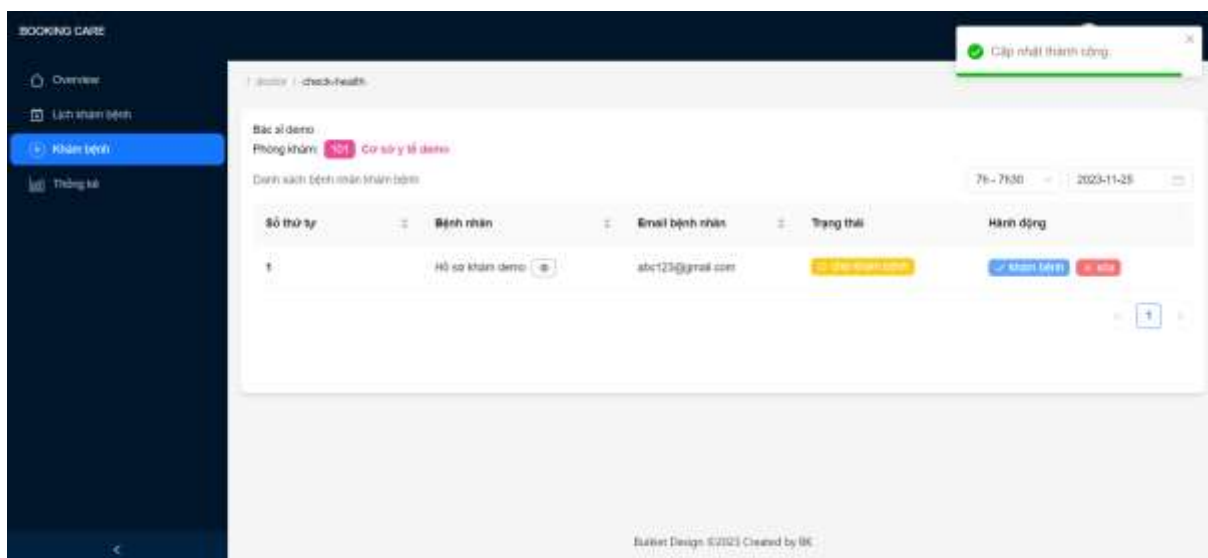 BOOKING CARE
Cập nhật thành công
Overview
/ doctor / check-health
Lịch khám bệnh
Khám bệnh
Thống kê
Bác sĩ demo
Phòng khám: 101 Cơ sở y tế demo
Danh sách bệnh nhân khám bệnh
7h - 7h30
2023-11-25
Số thứ tự Bệnh nhân Email bệnh nhân Trạng thái Hành động
1 Hồ sơ khám demo abc123@gmail.com Chờ khám bệnh khám bệnh xóa
1
Design ©2023 Created by BK